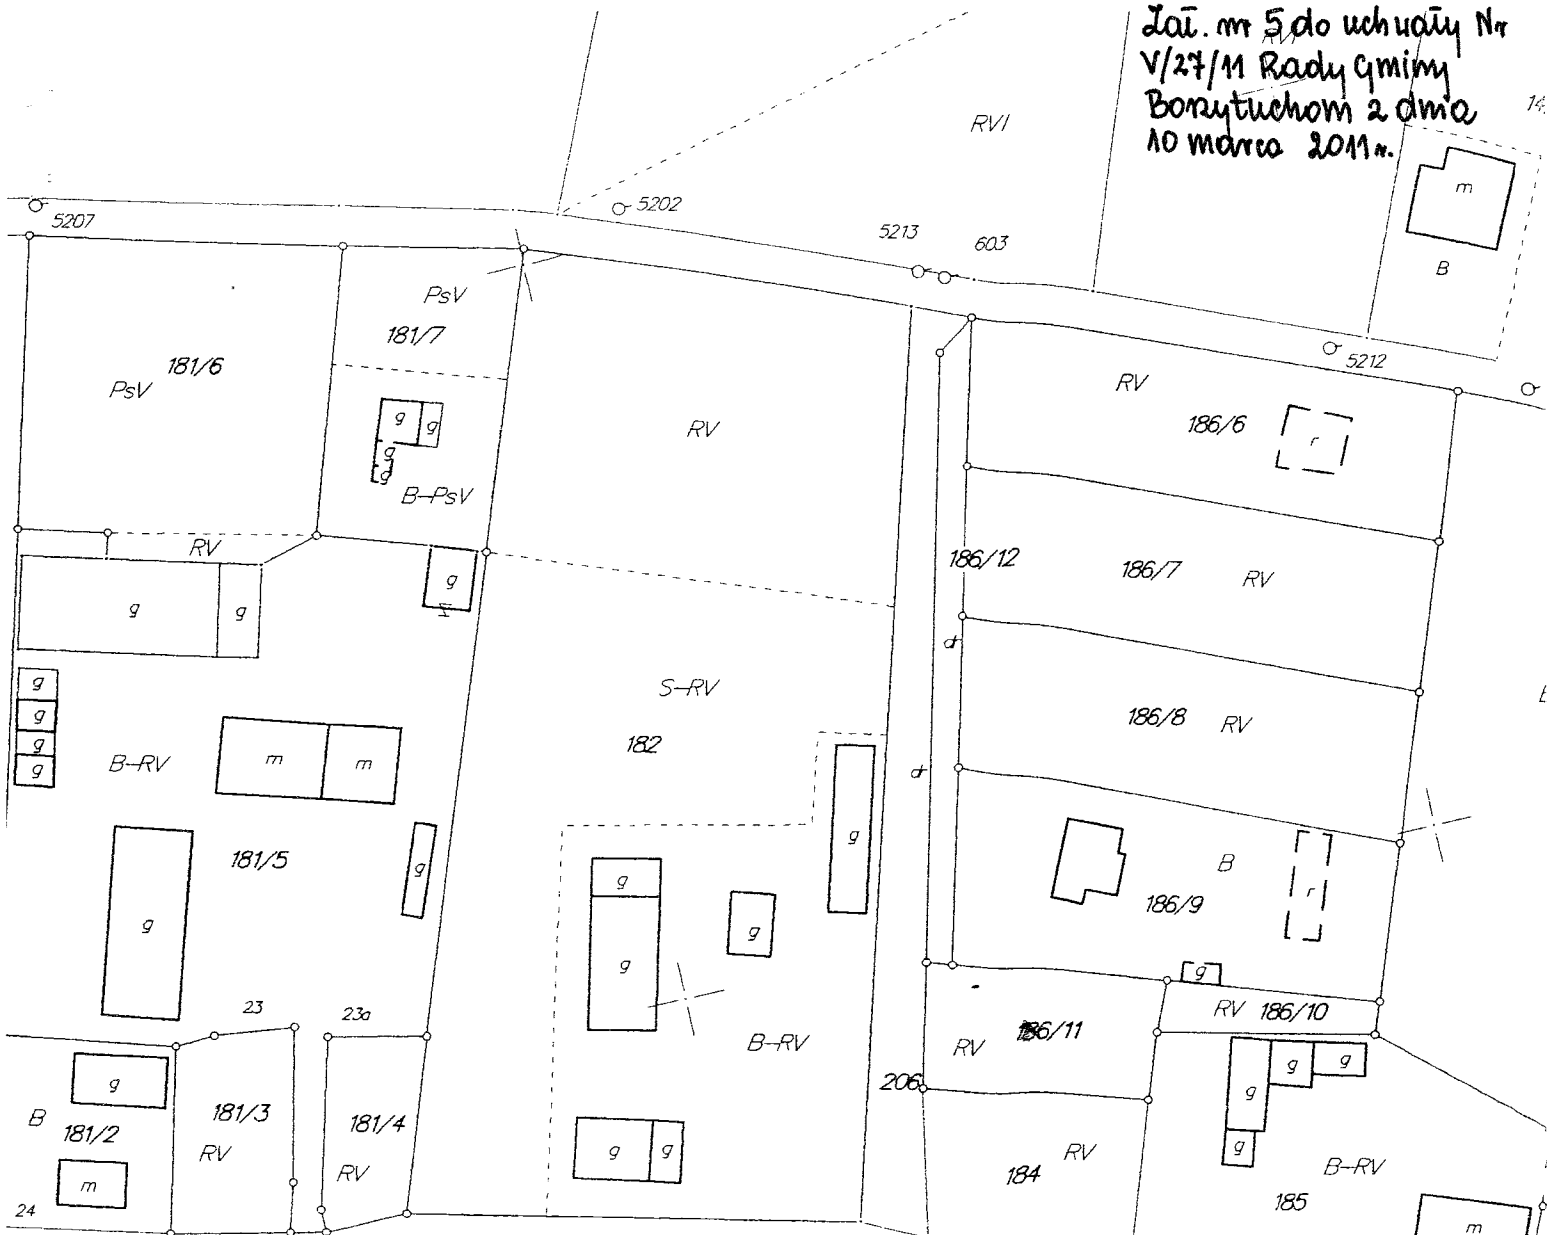 Zał. nr 5 do uchwały Nr
V/27/11 Rady Gminy
Borzytuchom z dnia
10 marca 2011 r.
RVI
14
RVI
m
B
5207
5202
5213
603
5212
PsV
181/7
181/6
PsV
RV
RV
186/6
r
g
g
g
g
B-PsV
RV
186/12
186/7
RV
g
g
g
d
S-RV
182
186/8
RV
d
g
g
g
g
B-RV
m
m
g
181/5
g
g
g
B
186/9
r
g
g
g
g
RV
186/10
23
23a
B-RV
RV
186/11
206
g
g
g
g
g
B
181/2
181/3
181/4
RV
RV
m
24
g
g
184
RV
B-RV
185
m